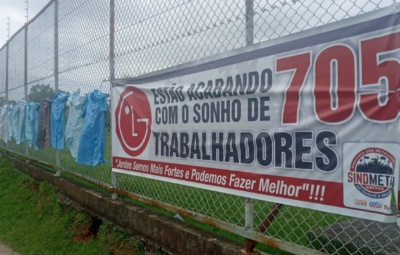 ESTÃO ACABANDO
COM O SONHO DE
705
TRABALHADORES
LG
"Juntos Somos Mais Fortes e Podemos Fazer Melhor"!!!
SINDMETAL